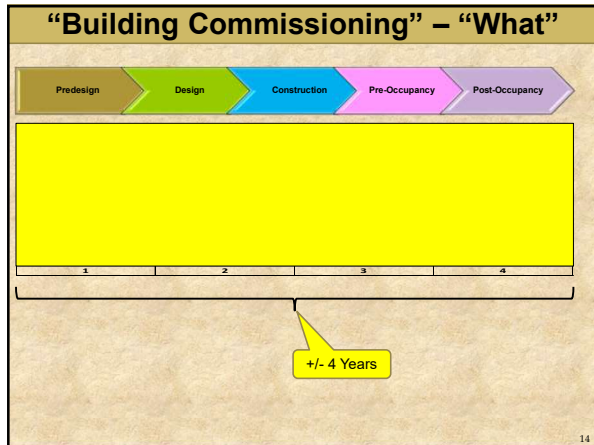 “Building Commissioning” – “What”
Predesign Design Construction Pre-Occupancy Post-Occupancy
1 2 3 4
+/- 4 Years
14